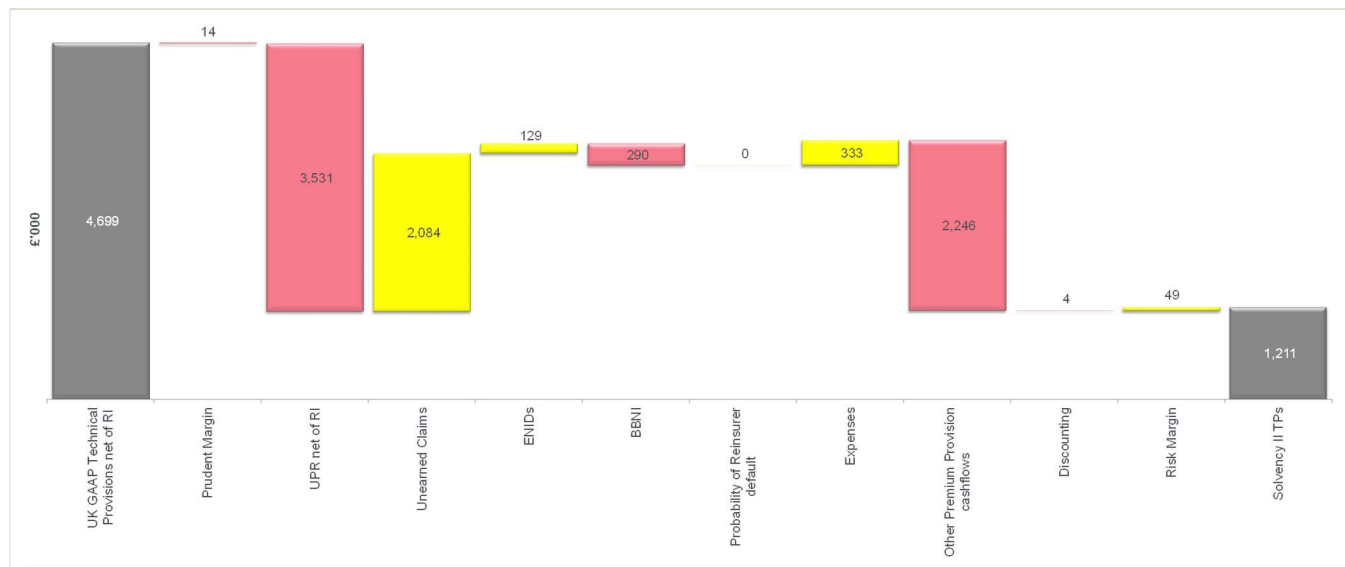 14
129
290
0
333
3,531
4,699
2,084
2,246
4
49
1,211
£'000
UK GAAP Technical
Provisions net of RI
Prudent Margin
UPR net of RI
Unearned Claims
ENIDs
BBNI
Probability of Reinsurer
default
Expenses
Other Premium Provision
cashflows
Discounting
Risk Margin
Solvency II TPs